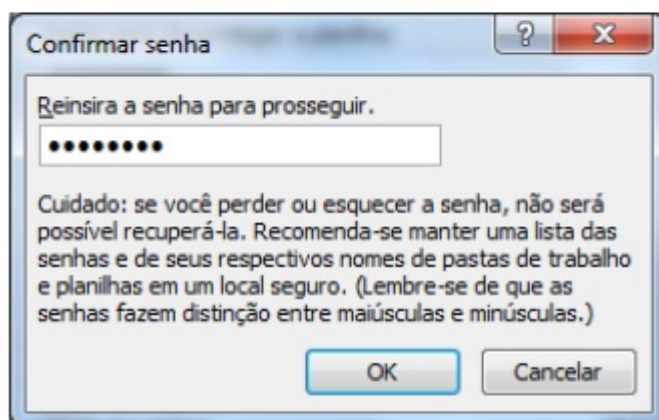 Confirmar senha
Reinsira a senha para prosseguir.
••••••••
Cuidado: se você perder ou esquecer a senha, não será
possível recuperá-la. Recomenda-se manter uma lista das
senhas e de seus respectivos nomes de pastas de trabalho
e planilhas em um local seguro. (Lembre-se de que as
senhas fazem distinção entre maiúsculas e minúsculas.)
OK
Cancelar